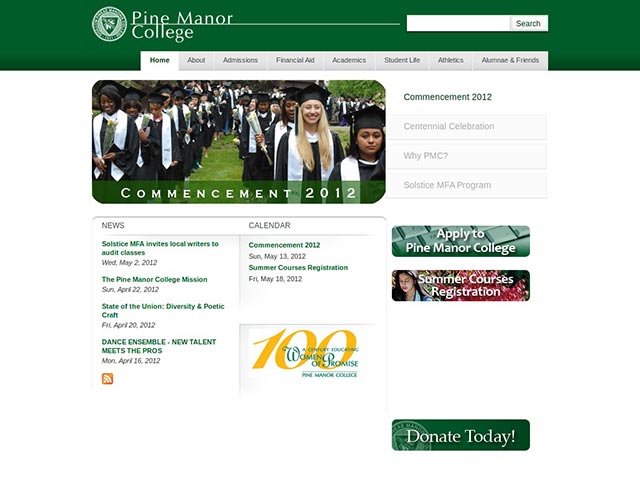 Pine Manor
College
Search
Home
About
Admissions
Financial Aid
Academics
Student Life
Athletics
Alumnae & Friends
COMMENCEMENT 2012
Commencement 2012
Centennial Celebration
Why PMC?
Solstice MFA Program
NEWS
Solstice MFA invites local writers to
audit classes
Wed, May 2, 2012
The Pine Manor College Mission
Sun, April 22, 2012
State of the Union: Diversity & Poetic
Craft
Fri, April 20, 2012
DANCE ENSEMBLE - NEW TALENT
MEETS THE PROS
Mon, April 16, 2012
CALENDAR
Commencement 2012
Sun, May 13, 2012
Summer Courses Registration
Fri, May 18, 2012
100
A CENTURY EDUCATING
WOMEN
OF PROMISE
PINE MANOR COLLEGE
Apply to
Pine Manor College
Summer Courses
Registration
Donate Today!